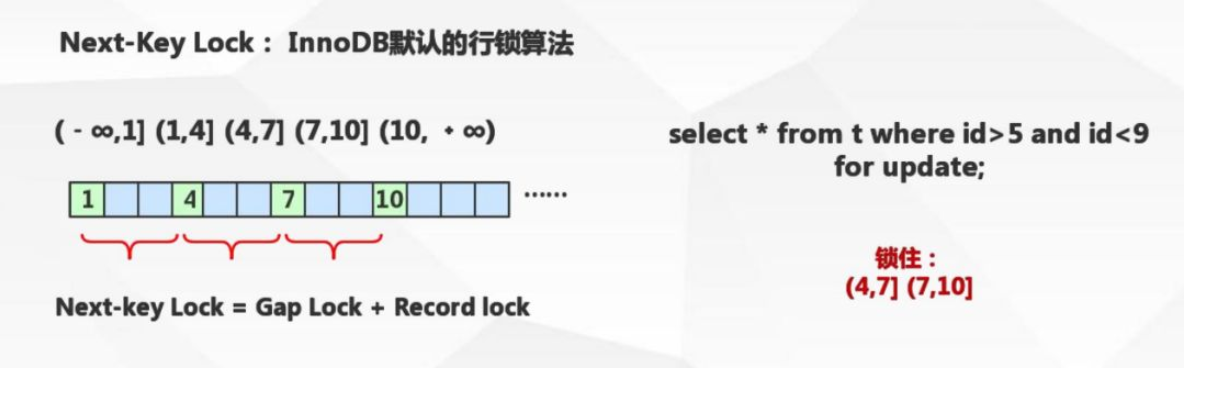 Next-Key Lock： InnoDB默认的行锁算法
(-∞,1] (1,4] (4,7] (7,10] (10, +∞)
select * from t where id>5 and id<9
for update;
1 4 7 10 ······
锁住：
(4,7] (7,10]
Next-key Lock = Gap Lock + Record lock